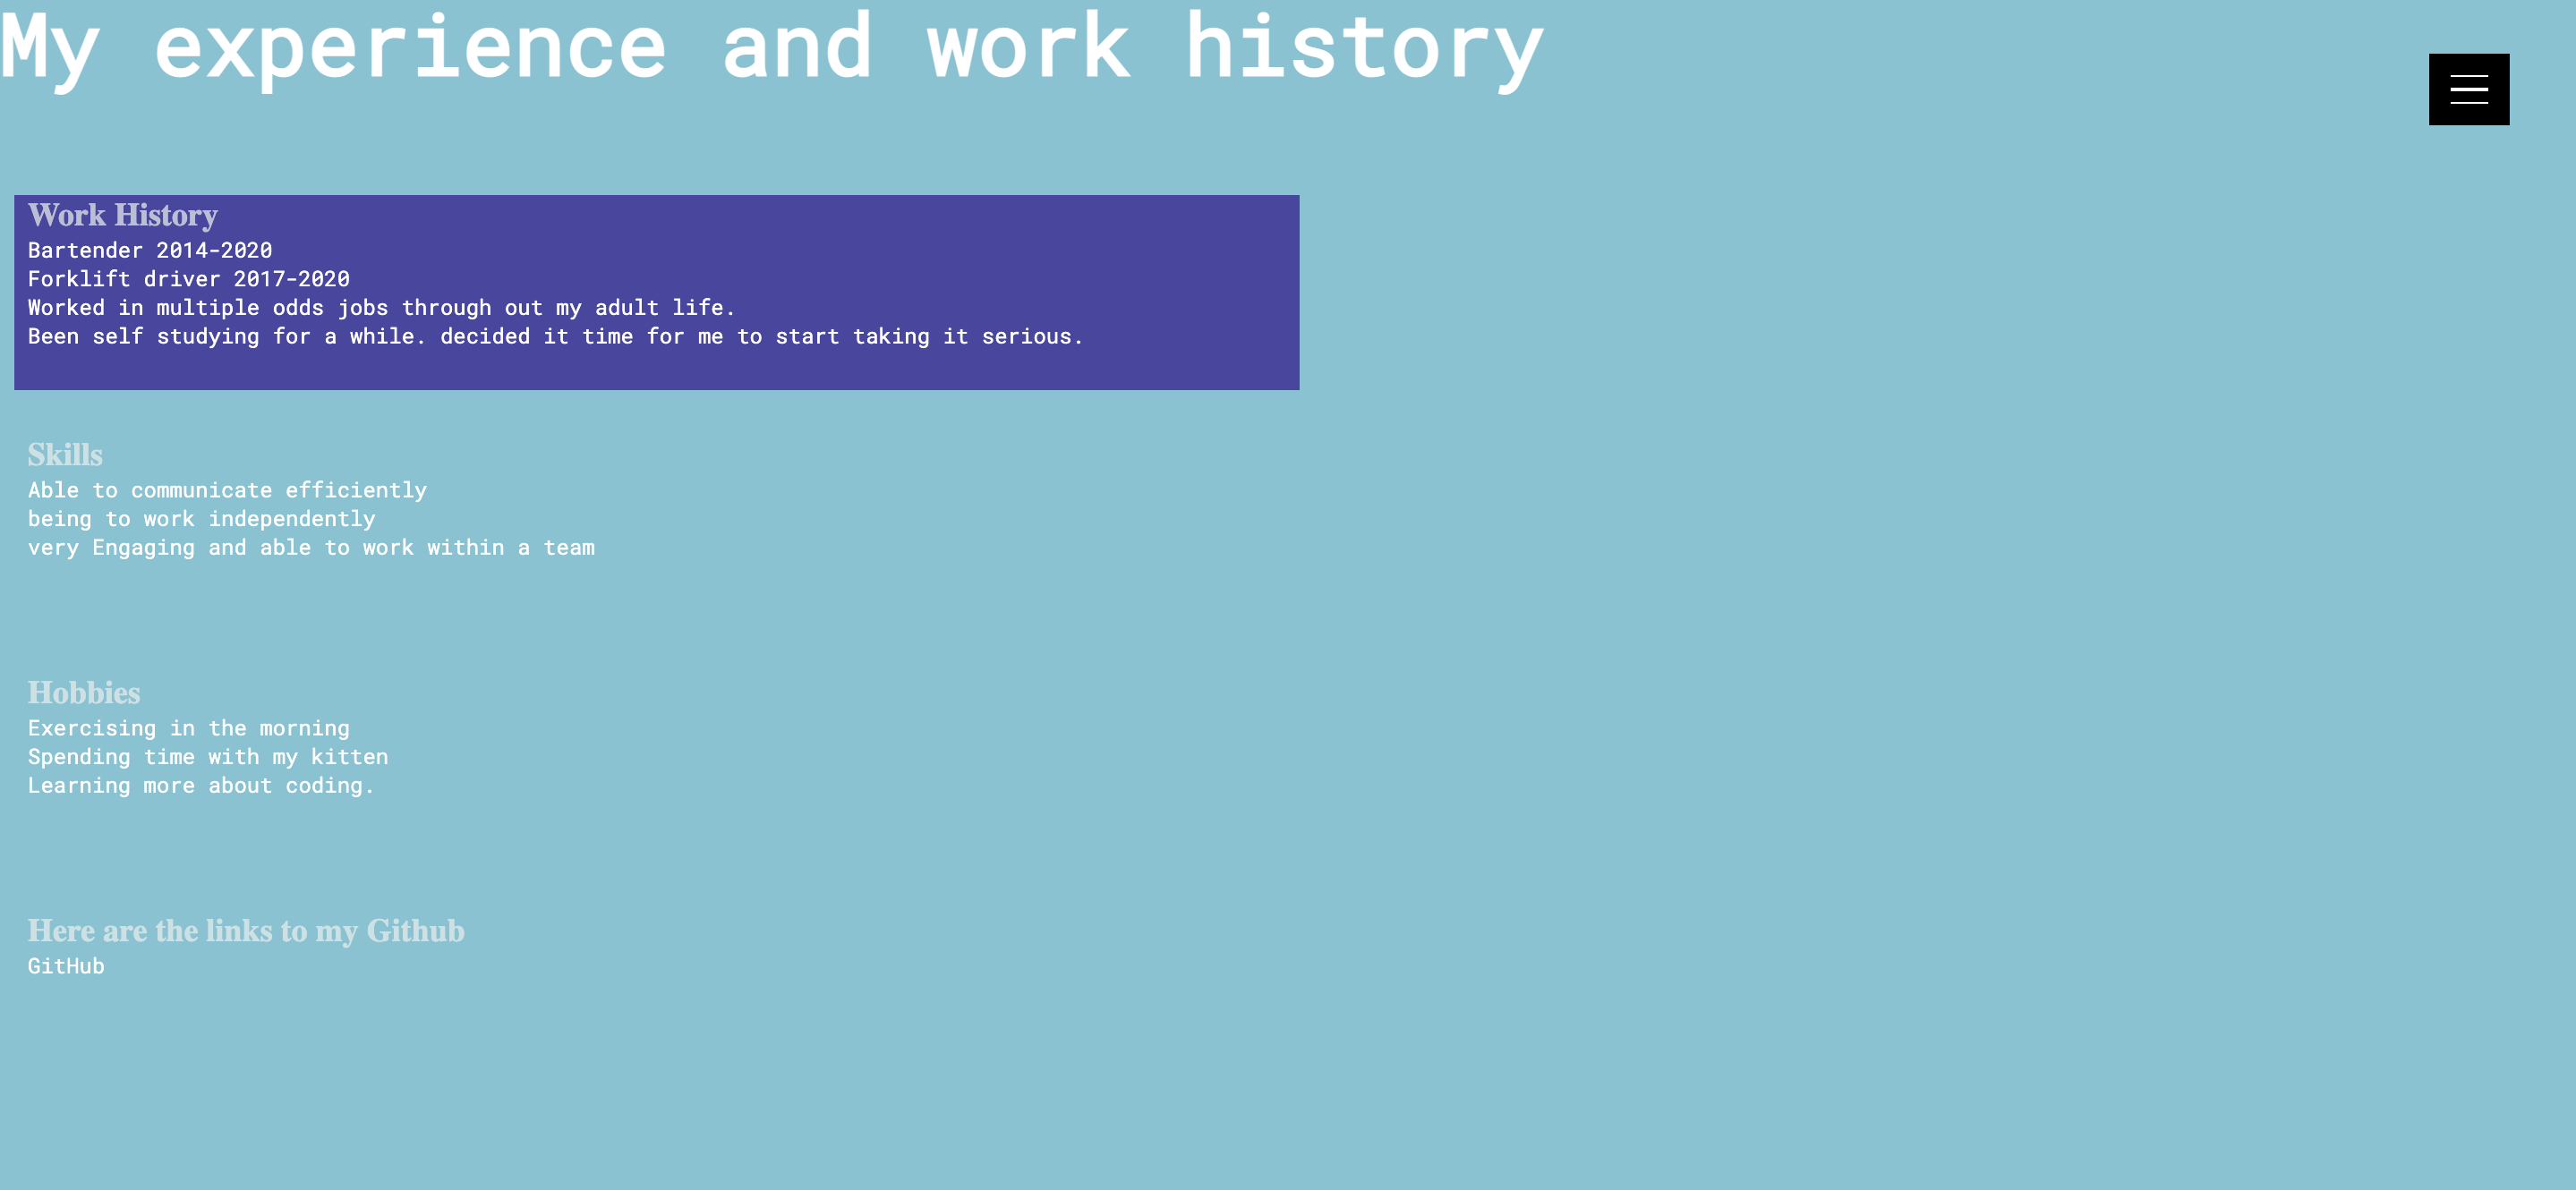 My experience and work history
Work History
Bartender 2014-2020
Forklift driver 2017-2020
Worked in multiple odds jobs through out my adult life.
Been self studying for a while. decided it time for me to start taking it serious.
Skills
Able to communicate efficiently
being to work independently
very Engaging and able to work within a team
Hobbies
Exercising in the morning
Spending time with my kitten
Learning more about coding.
Here are the links to my Github
GitHub